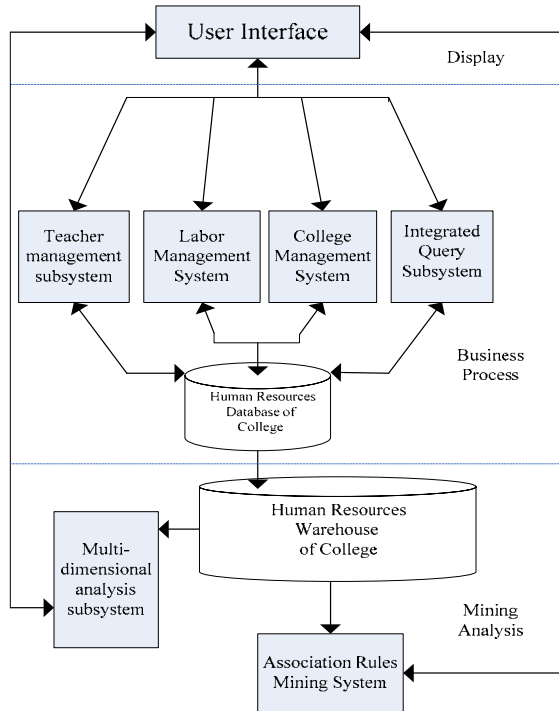 User Interface
Display
Teacher
management
subsystem
Labor
Management
System
College
Management
System
Integrated
Query
Subsystem
Business
Process
Human Resources
Database of
College
Human Resources
Warehouse
of College
Multi-
dimensional
analysis
subsystem
Mining
Analysis
Association Rules
Mining System